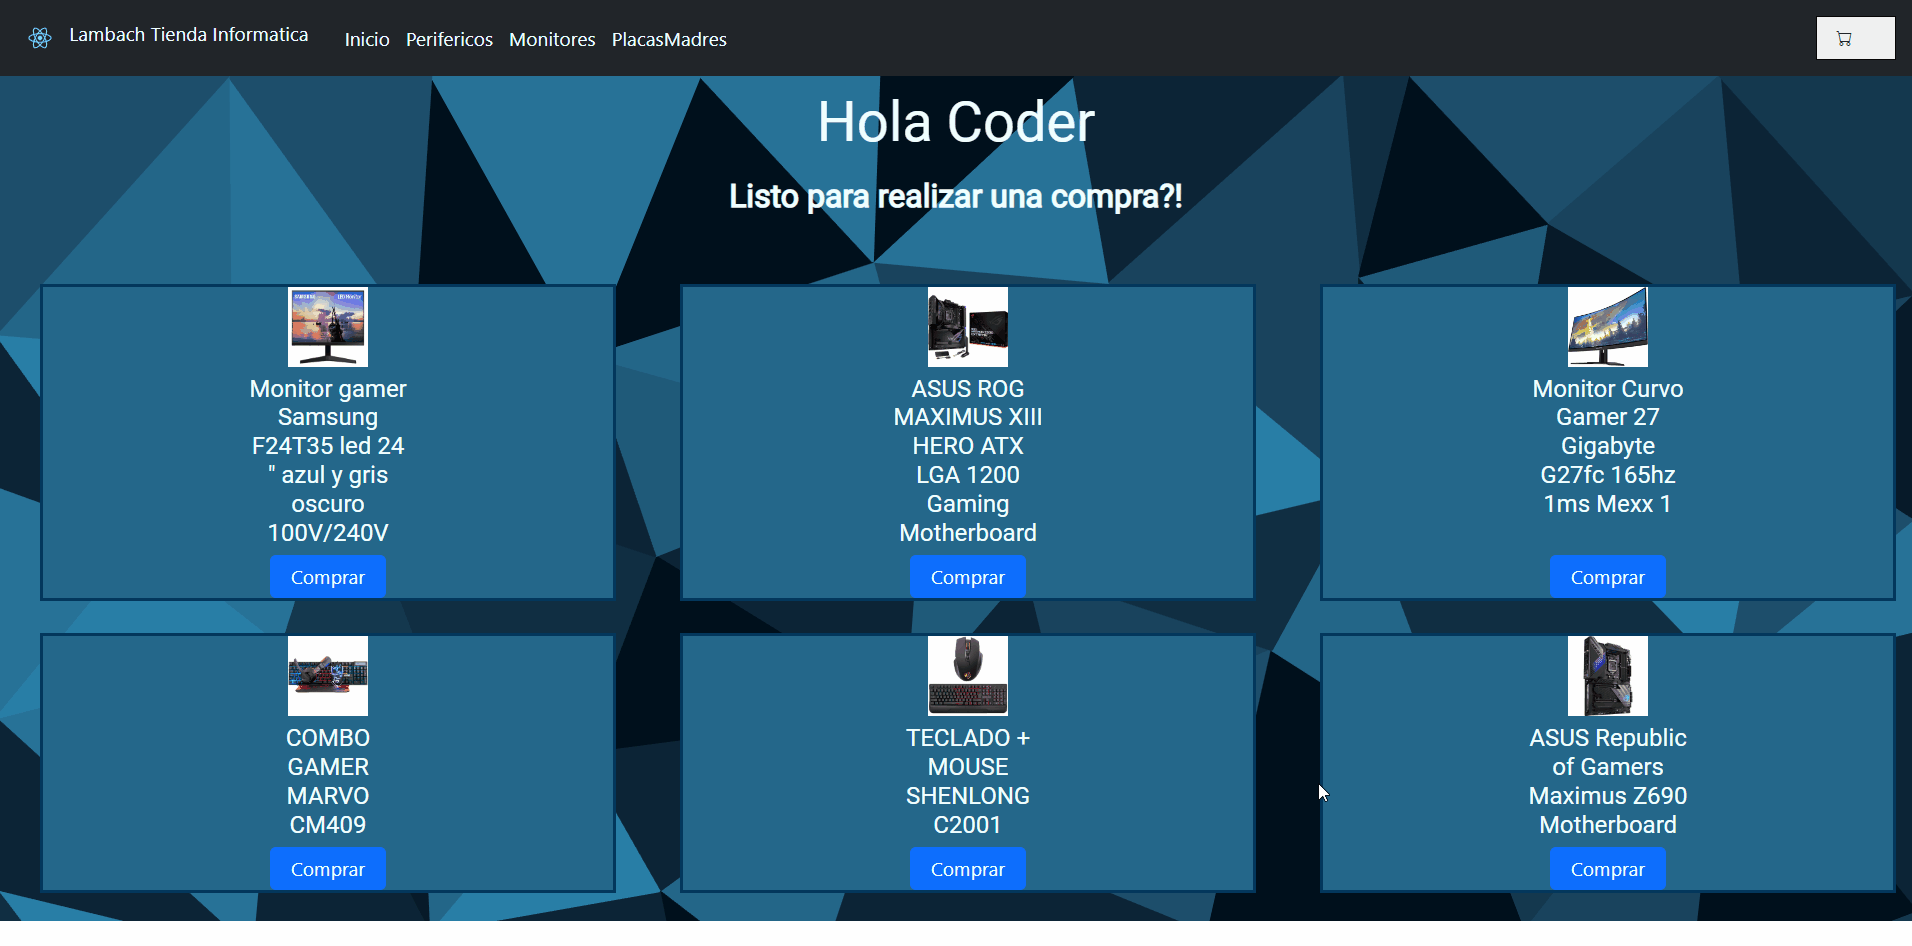 Lambach Tienda Informatica
Inicio Perifericos Monitores PlacasMadres
Hola Coder
Listo para realizar una compra?!
Monitor gamer
Samsung
F24T35 led 24
" azul y gris
oscuro
100V/240V
Comprar
ASUS ROG
MAXIMUS XIII
HERO ATX
LGA 1200
Gaming
Motherboard
Comprar
Monitor Curvo
Gamer 27
Gigabyte
G27fc 165hz
1ms Mexx 1
Comprar
COMBO
GAMER
MARVO
CM409
Comprar
TECLADO +
MOUSE
SHENLONG
C2001
Comprar
ASUS Republic
of Gamers
Maximus Z690
Motherboard
Comprar